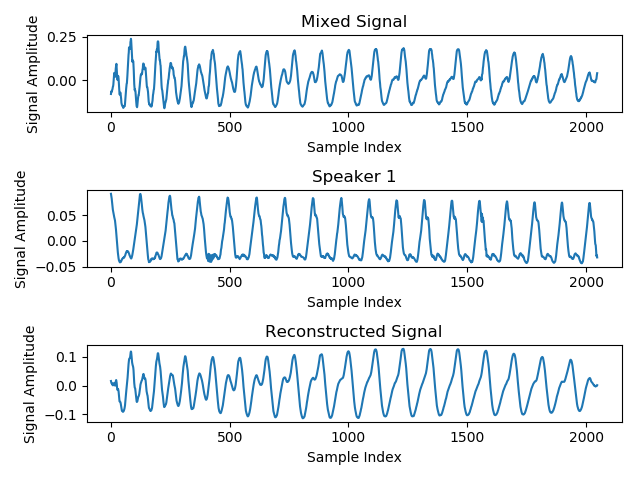 Mixed Signal
Signal Amplitude
0.25
0.00
0 500 1000 1500 2000
Sample Index
Speaker 1
Signal Amplitude
0.05
0.00
−0.05
0 500 1000 1500 2000
Sample Index
Reconstructed Signal
Signal Amplitude
0.1
0.0
−0.1
0 500 1000 1500 2000
Sample Index